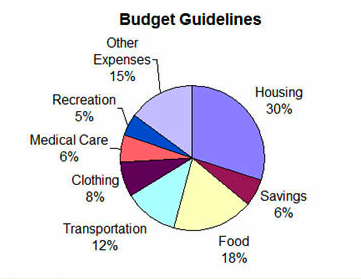 Budget Guidelines
Other
Expenses
15%
Housing
30%
Recreation
5%
Medical Care
6%
Clothing
8%
Savings
6%
Transportation
12%
Food
18%